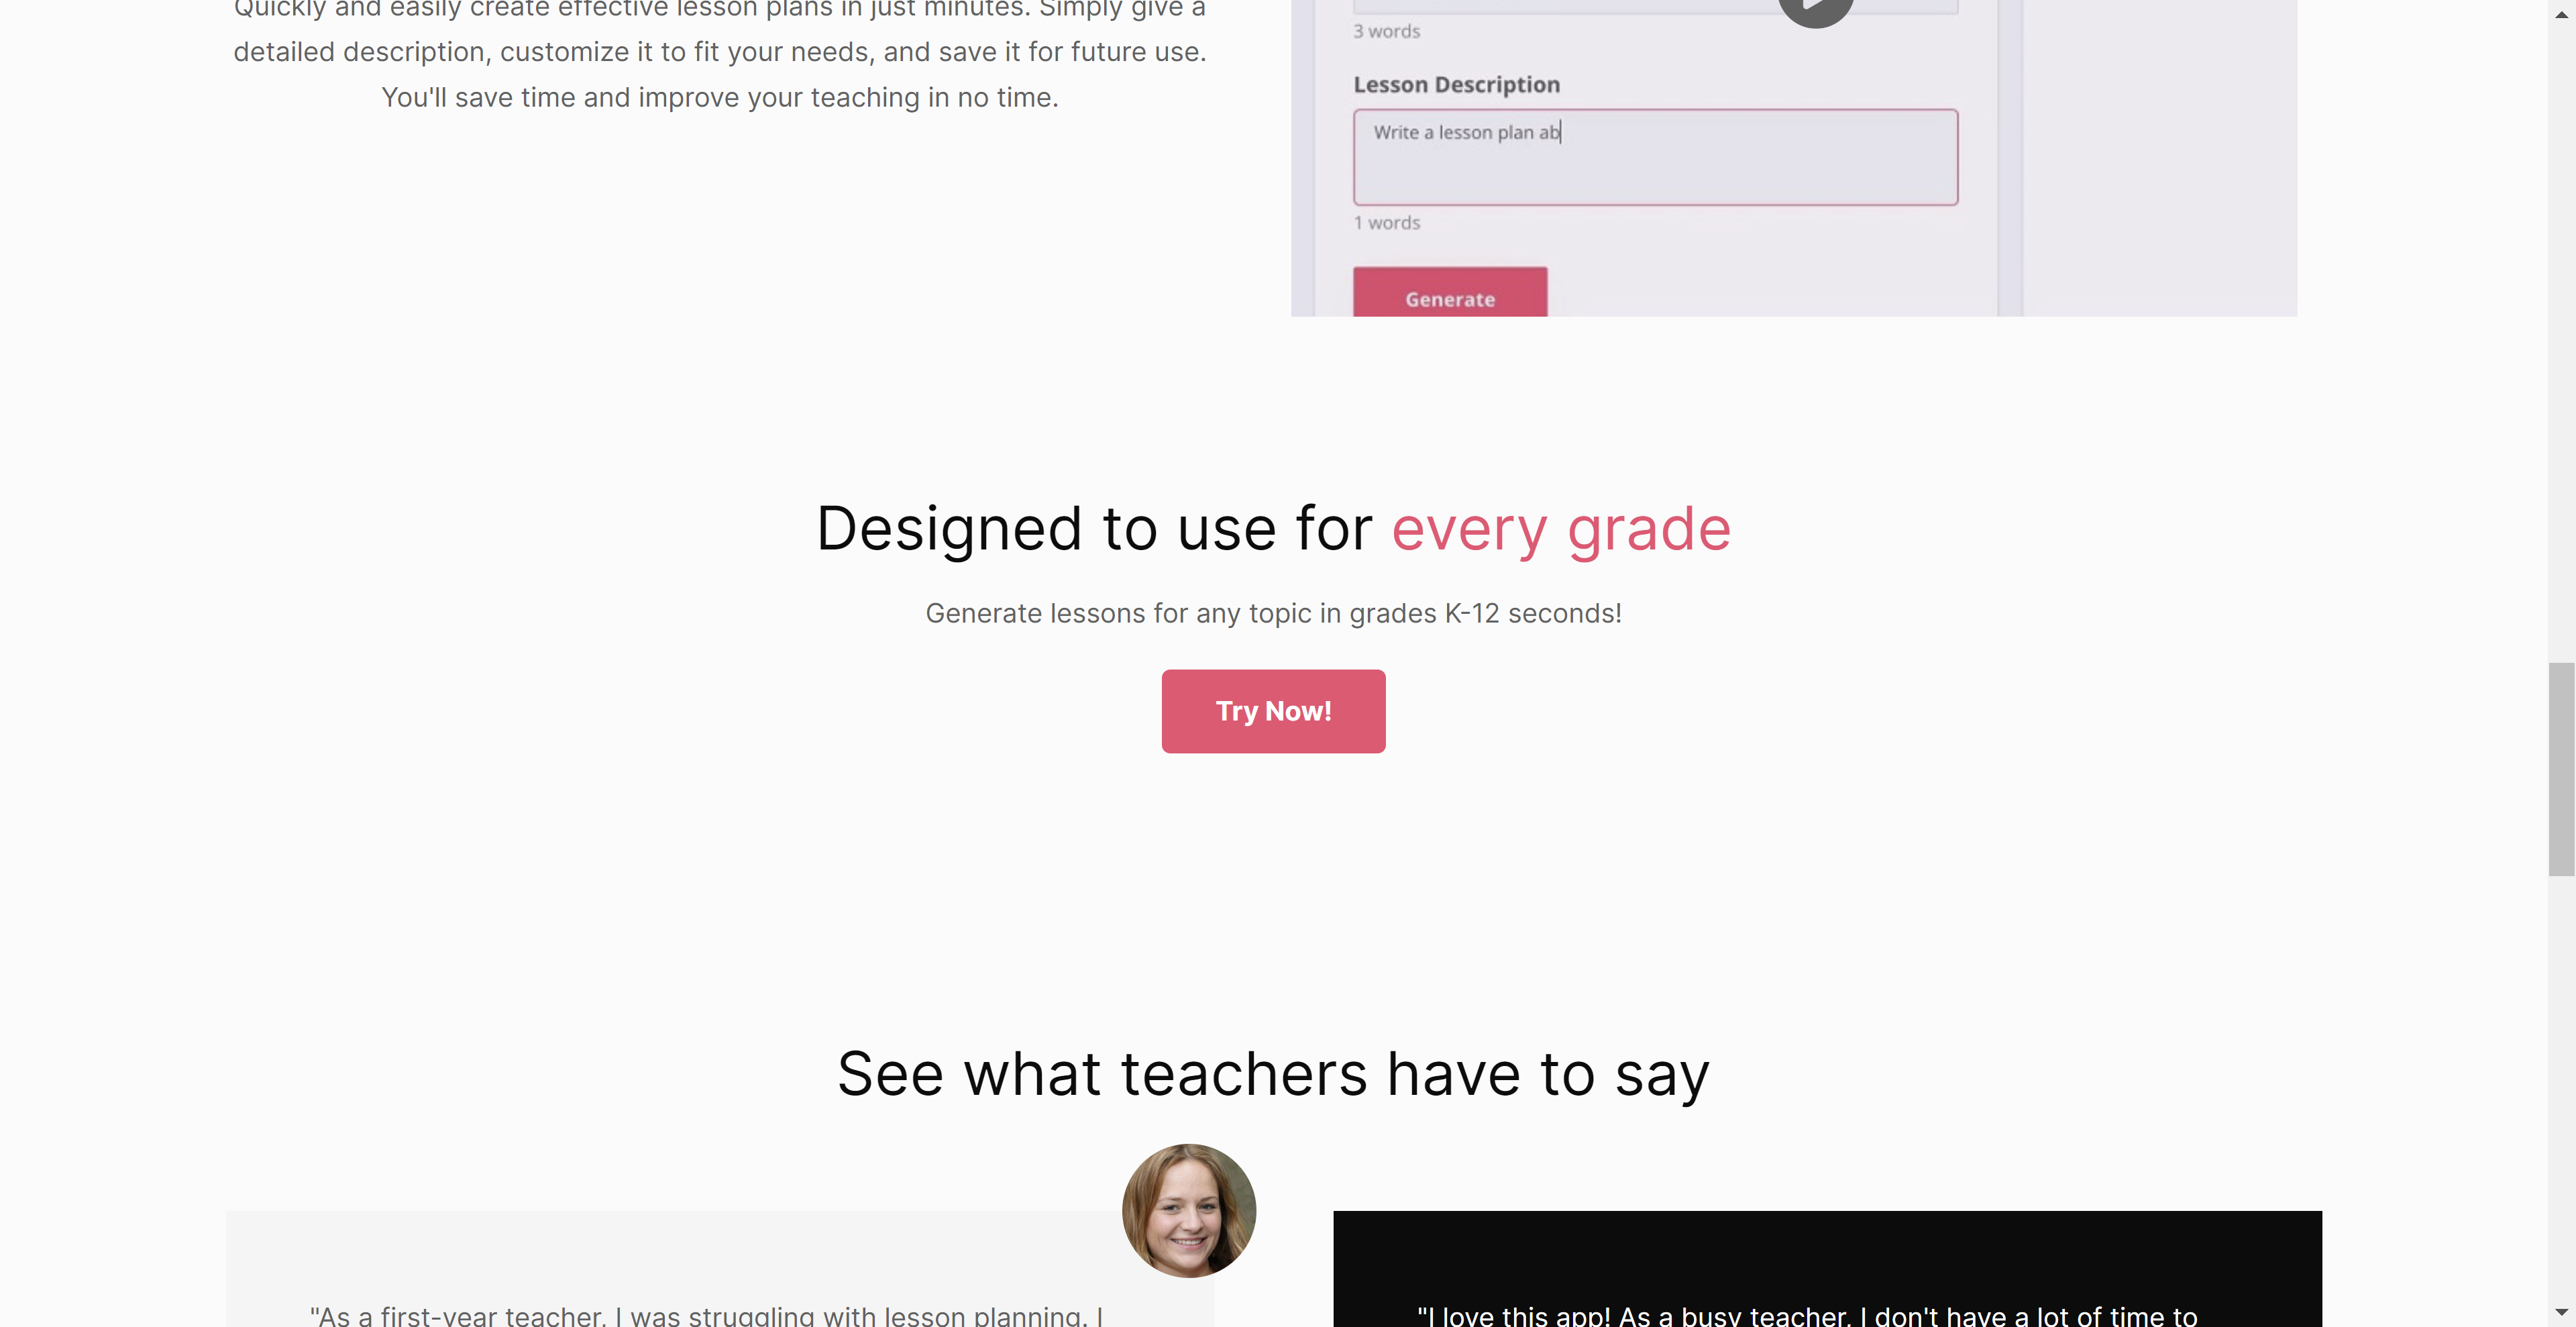 Quickly and easily create effective lesson plans in just minutes. Simply give a
detailed description, customize it to fit your needs, and save it for future use.
You'll save time and improve your teaching in no time.
3 words
Lesson Description
Write a lesson plan ab
1 words
Generate
Designed to use for every grade
Generate lessons for any topic in grades K-12 seconds!
Try Now!
See what teachers have to say
"As a first-year teacher, I was struggling with lesson planning. I
"I love this app! As a busy teacher, I don't have a lot of time to